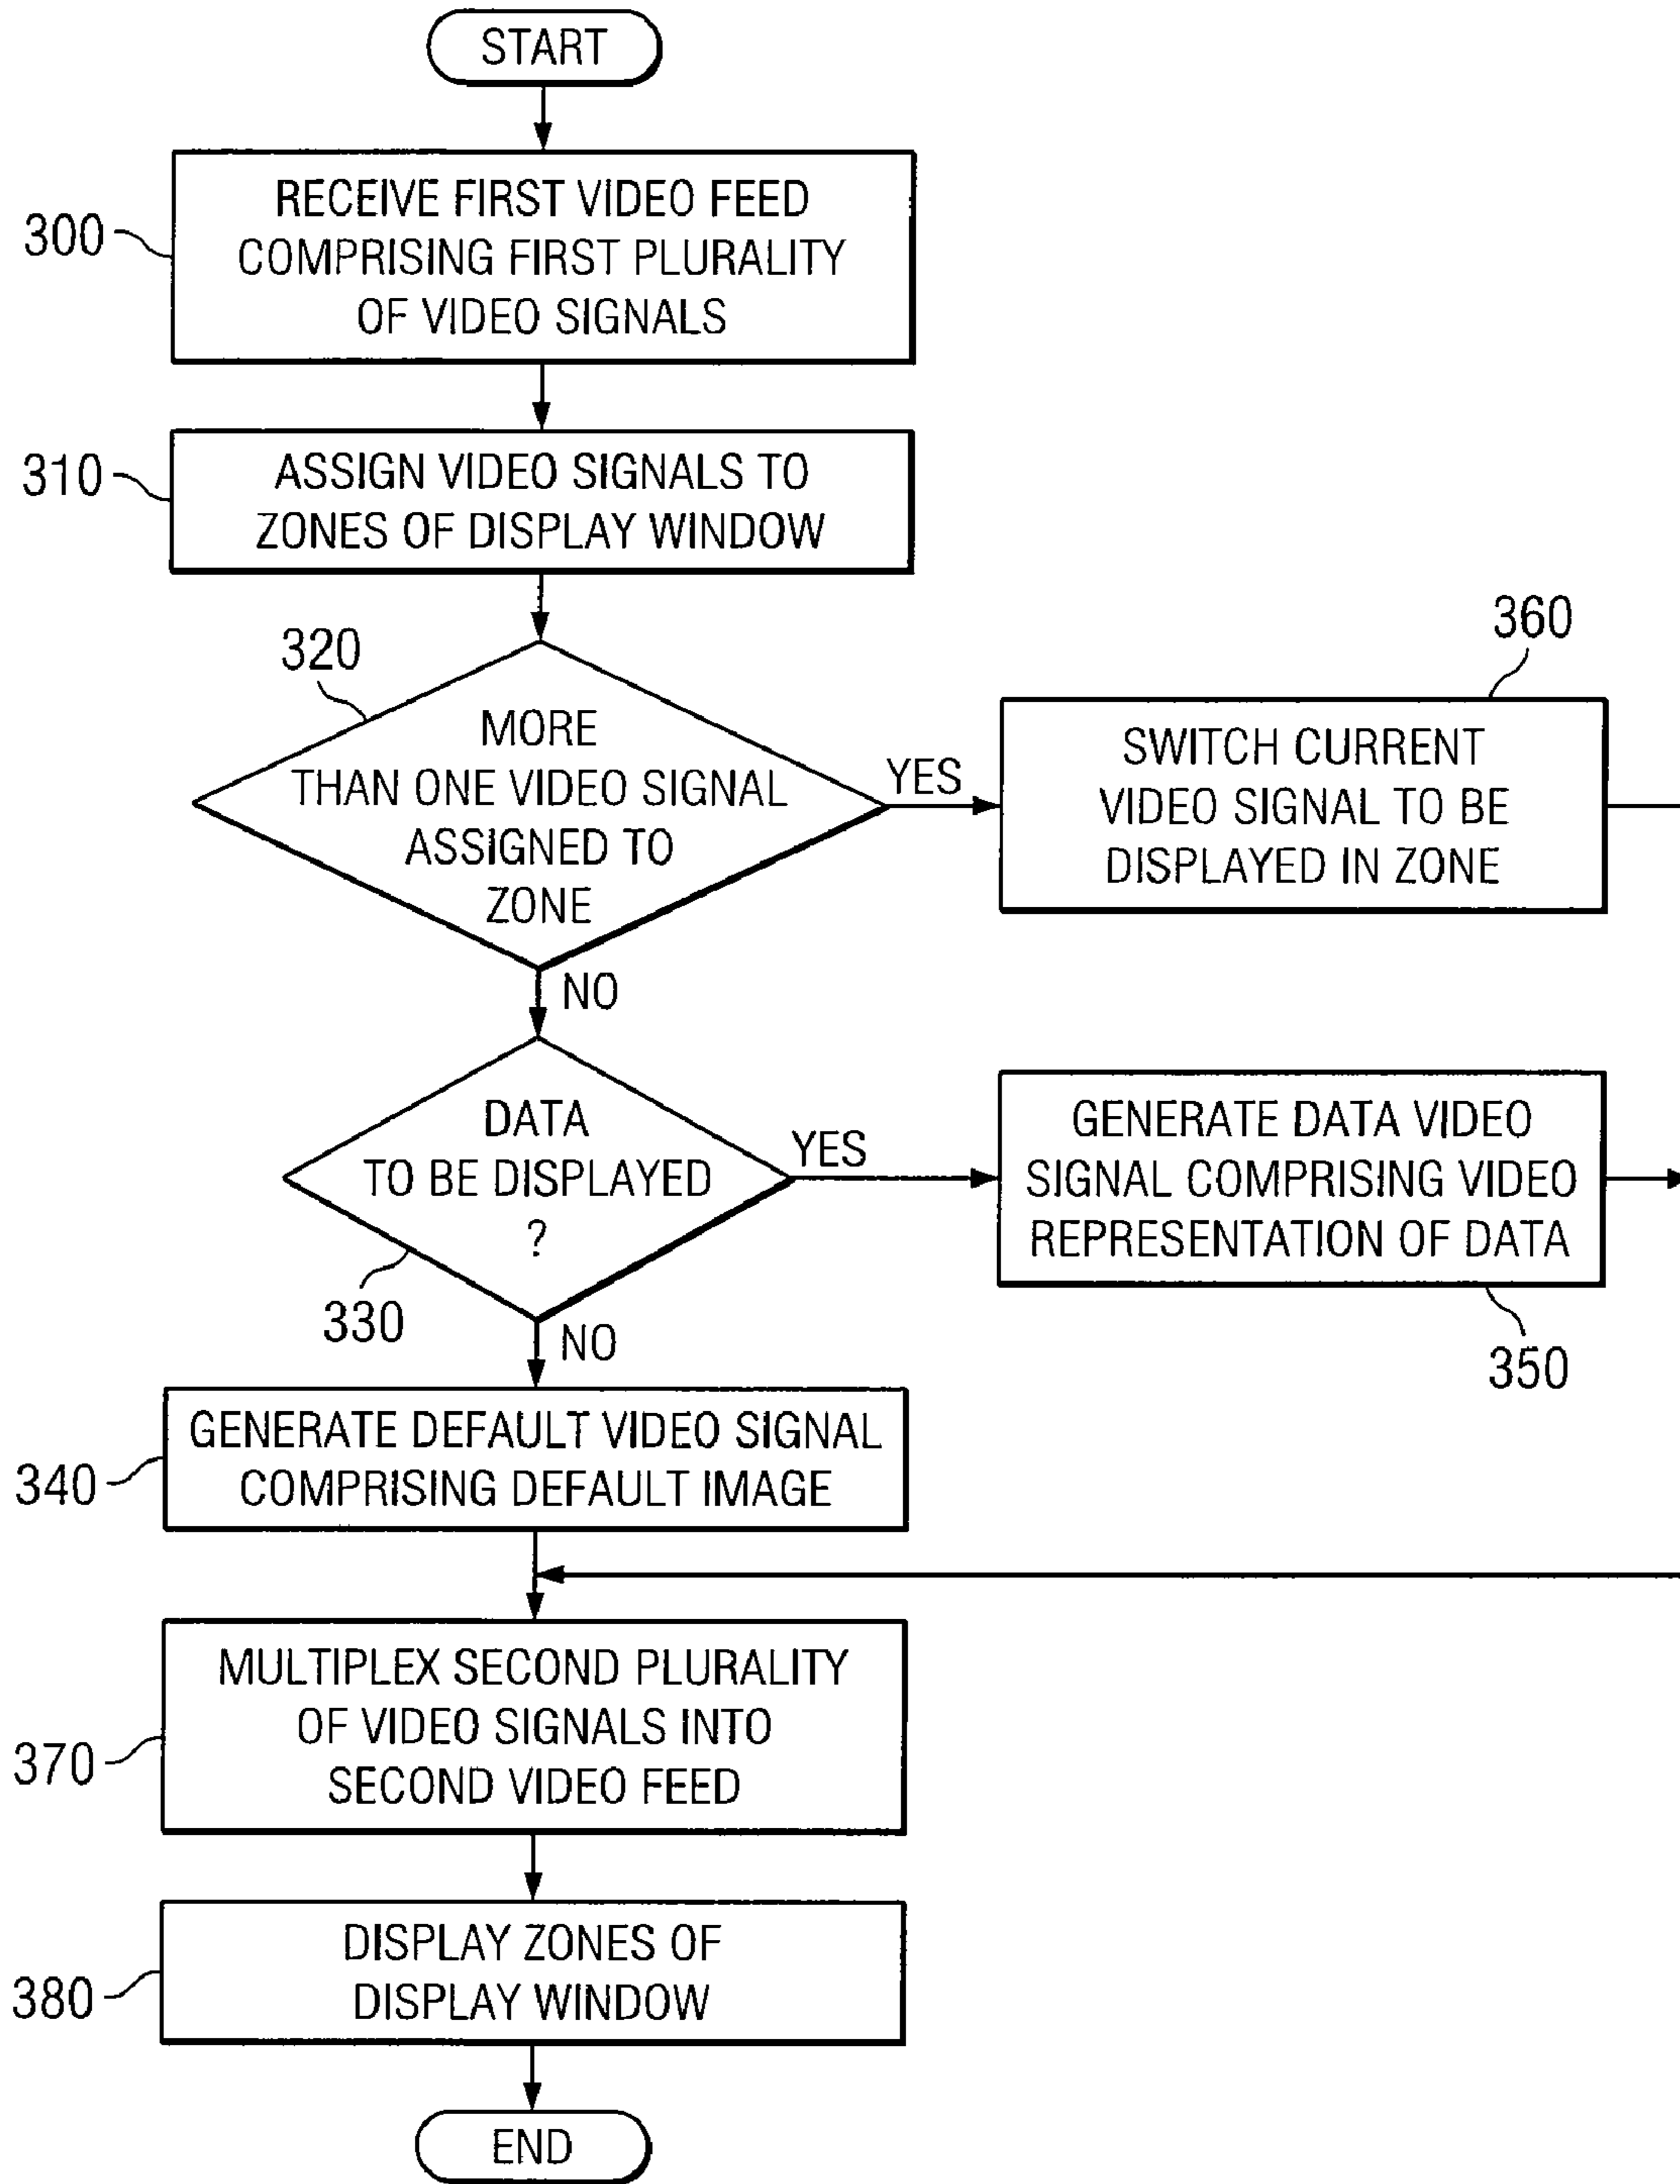 START
300
RECEIVE FIRST VIDEO FEED
COMPRISING FIRST PLURALITY
OF VIDEO SIGNALS
310
ASSIGN VIDEO SIGNALS TO
ZONES OF DISPLAY WINDOW
320
MORE
THAN ONE VIDEO SIGNAL
ASSIGNED TO
ZONE
YES
360
SWITCH CURRENT
VIDEO SIGNAL TO BE
DISPLAYED IN ZONE
NO
DATA
TO BE DISPLAYED
?
330
YES
GENERATE DATA VIDEO
SIGNAL COMPRISING VIDEO
REPRESENTATION OF DATA
350
NO
340
GENERATE DEFAULT VIDEO SIGNAL
COMPRISING DEFAULT IMAGE
370
MULTIPLEX SECOND PLURALITY
OF VIDEO SIGNALS INTO
SECOND VIDEO FEED
380
DISPLAY ZONES OF
DISPLAY WINDOW
END